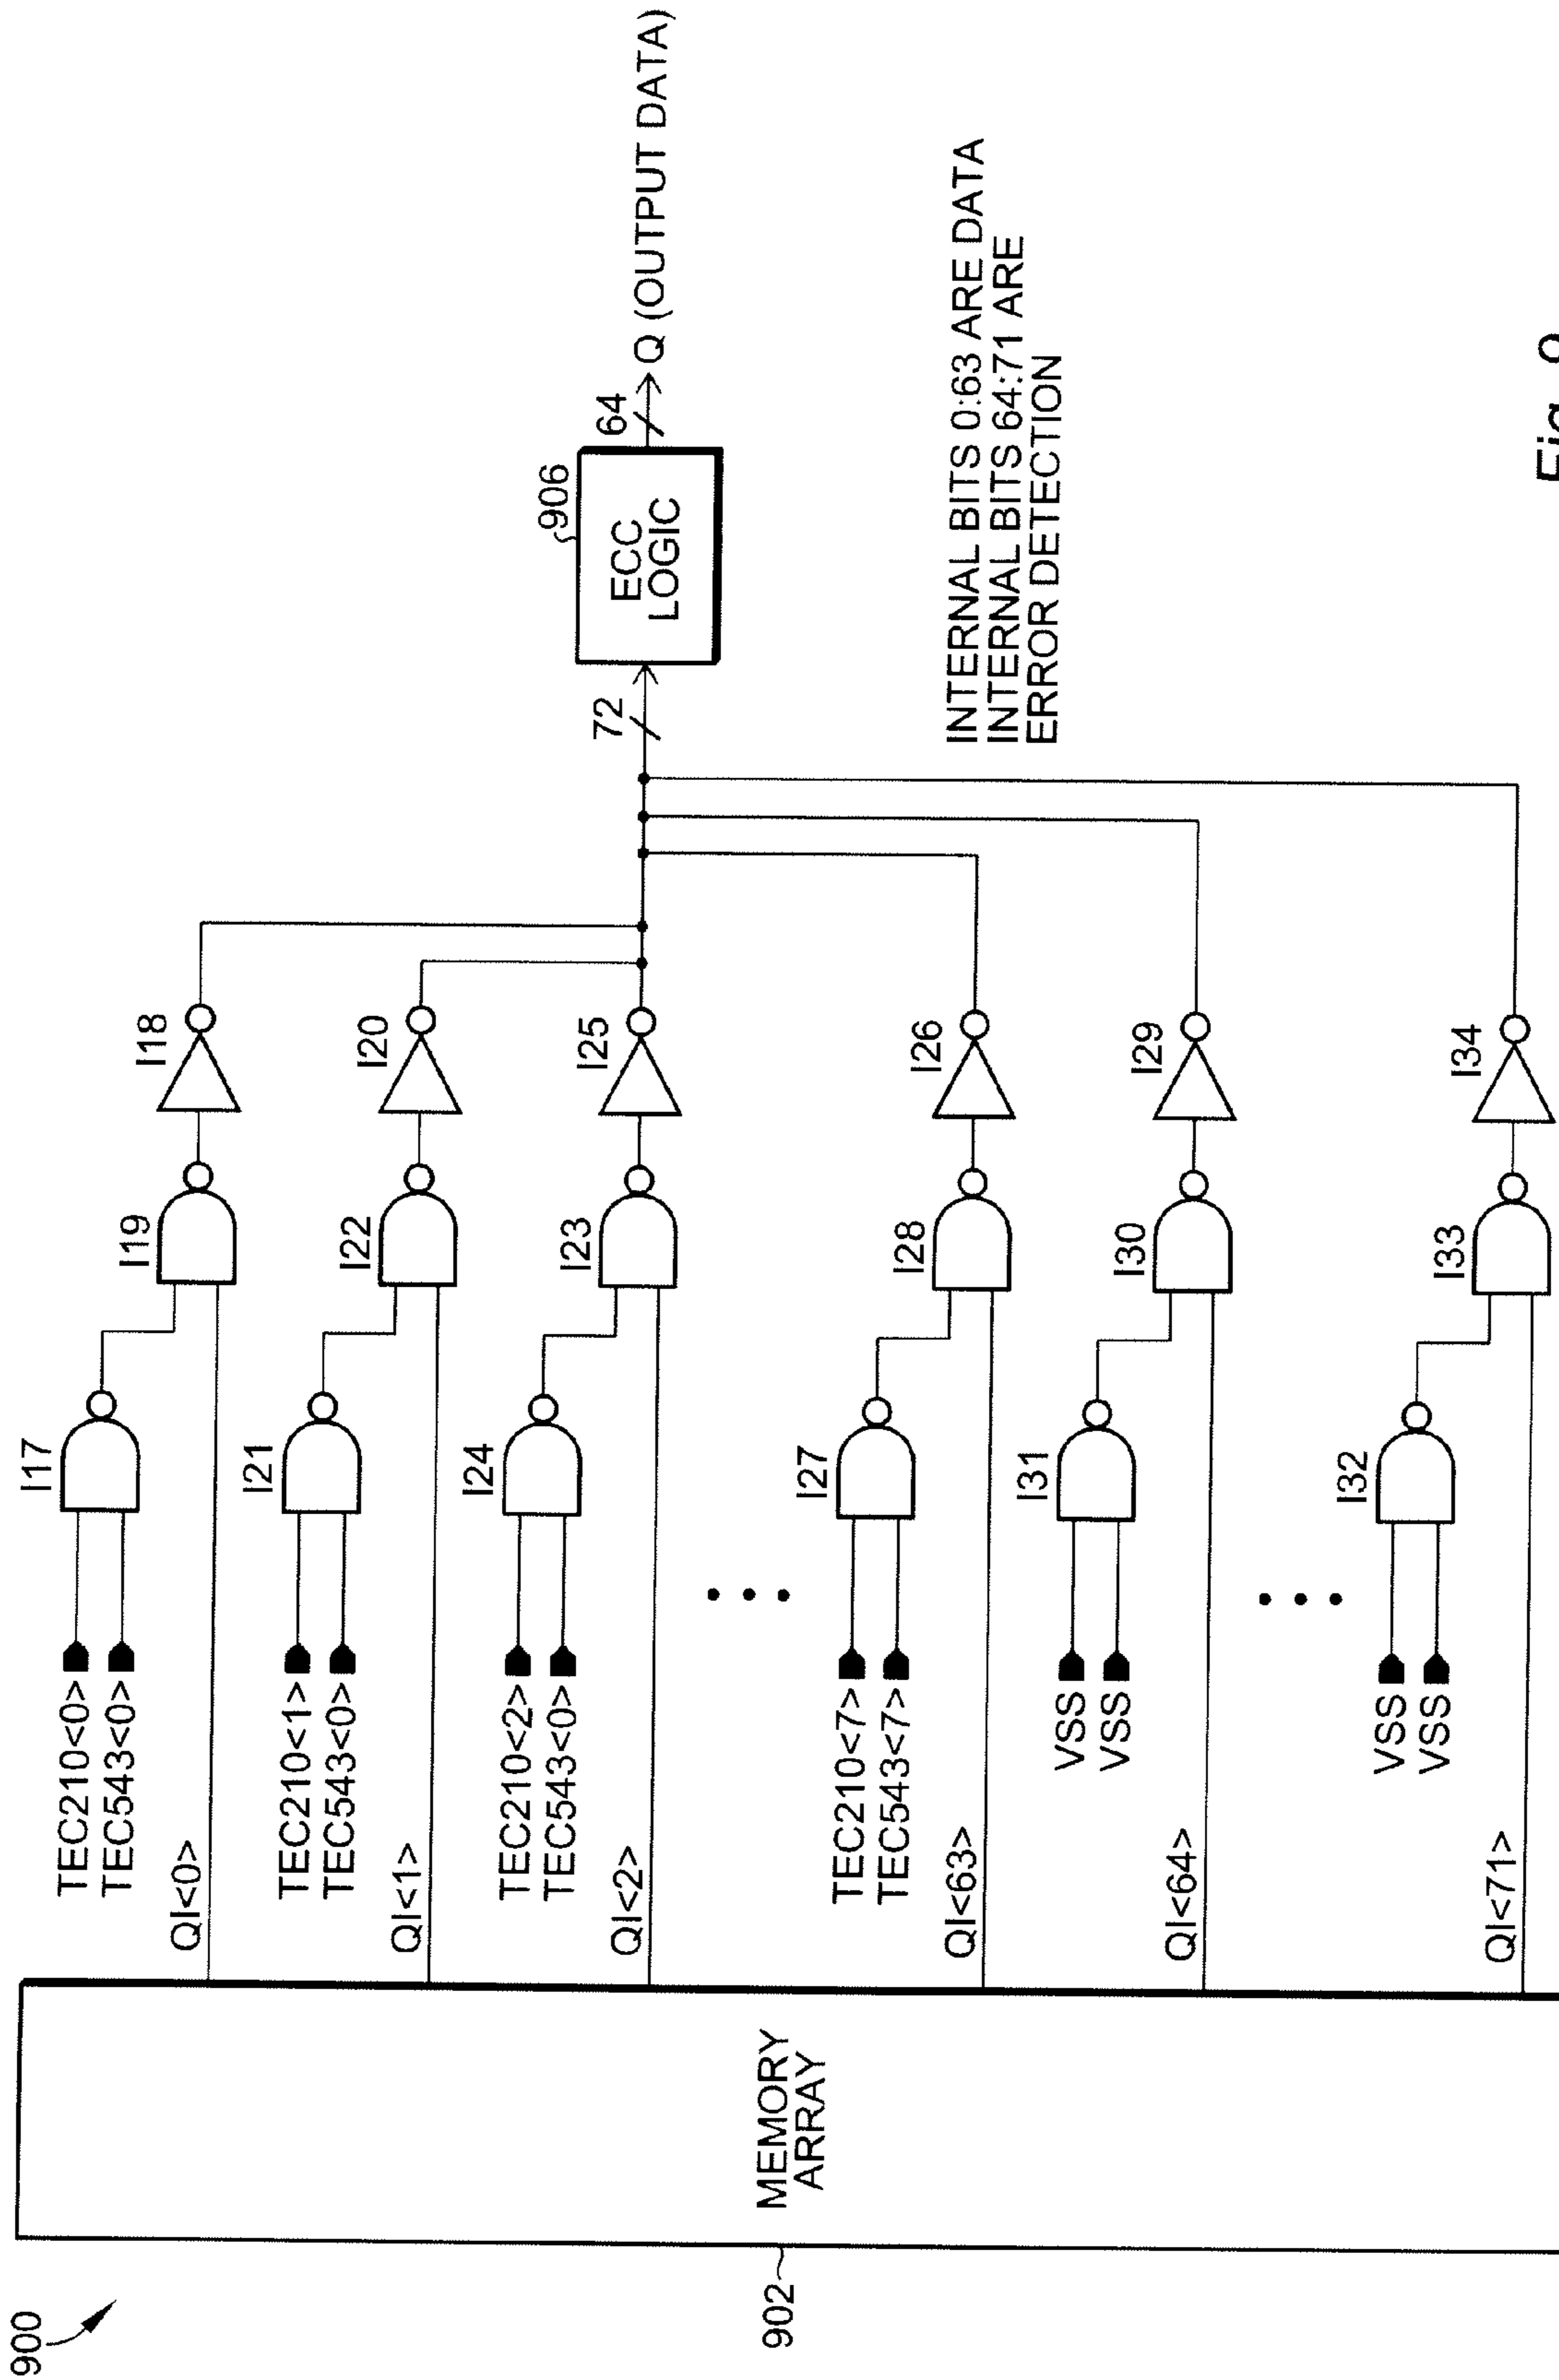 900
902
MEMORY
ARRAY
TEC210<0>
TEC543<0>
QI<0>
I17
I19
I18
TEC210<1>
TEC543<0>
QI<1>
I21
I22
I20
TEC210<2>
TEC543<0>
QI<2>
I24
I23
I25
TEC210<7>
TEC543<7>
QI<63>
I27
I28
I26
VSS
VSS
QI<64>
I31
I30
I29
VSS
VSS
QI<71>
I32
I33
I34
72
906
ECC
LOGIC
64
Q (OUTPUT DATA)
INTERNAL BITS 0:63 ARE DATA
INTERNAL BITS 64:71 ARE
ERROR DETECTION
Fig.